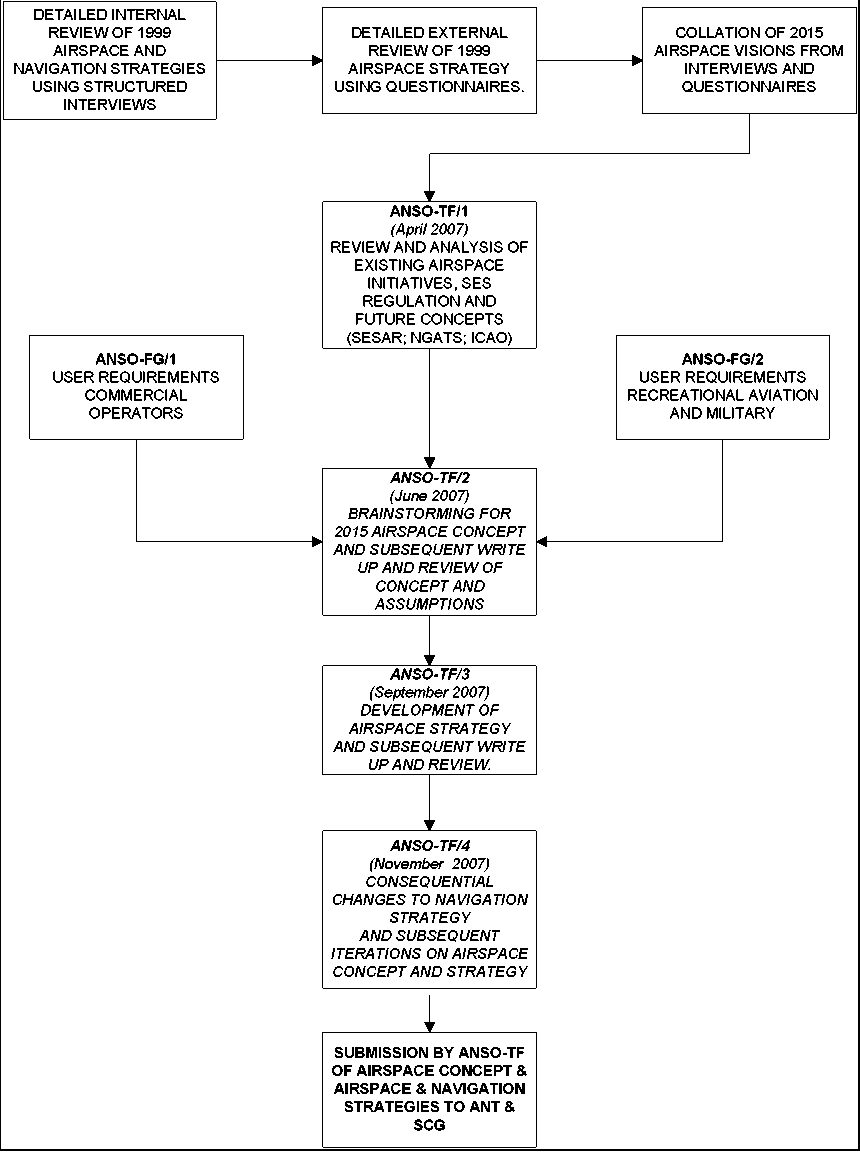 DETAILED INTERNAL
REVIEW OF 1999
AIRSPACE AND
NAVIGATION STRATEGIES
USING STRUCTURED
INTERVIEWS
DETAILED EXTERNAL
REVIEW OF 1999
AIRSPACE STRATEGY
USING QUESTIONNAIRES.
COLLATION OF 2015
AIRSPACE VISIONS FROM
INTERVIEWS AND
QUESTIONNAIRES
ANSO-TF/1
(April 2007)
REVIEW AND ANALYSIS OF
EXISTING AIRSPACE
INITIATIVES, SES
REGULATION AND
FUTURE CONCEPTS
(SESAR; NGATS; ICAO)
ANSO-FG/1
USER REQUIREMENTS
COMMERCIAL
OPERATORS
ANSO-FG/2
USER REQUIREMENTS
RECREATIONAL AVIATION
AND MILITARY
ANSO-TF/2
(June 2007)
BRAINSTORMING FOR
2015 AIRSPACE CONCEPT
AND SUBSEQUENT WRITE
UP AND REVIEW OF
CONCEPT AND
ASSUMPTIONS
ANSO-TF/3
(September 2007)
DEVELOPMENT OF
AIRSPACE STRATEGY
AND SUBSEQUENT WRITE
UP AND REVIEW.
ANSO-TF/4
(November 2007)
CONSEQUENTIAL
CHANGES TO NAVIGATION
STRATEGY
AND SUBSEQUENT
ITERATIONS ON AIRSPACE
CONCEPT AND STRATEGY
SUBMISSION BY ANSO-TF
OF AIRSPACE CONCEPT &
AIRSPACE & NAVIGATION
STRATEGIES TO ANT &
SCG